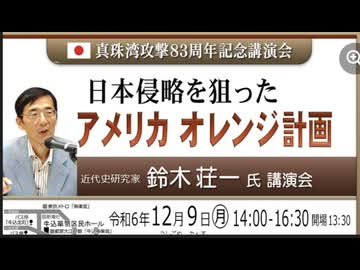 真珠湾攻撃83周年記念講演会
日本侵略を狙った
アメリカ オレンジ計画
近代史研究家 鈴木荘一 氏 講演会
令和6年12月9日月 14:00-16:30 開場13:30
牛込箪笥区民ホール